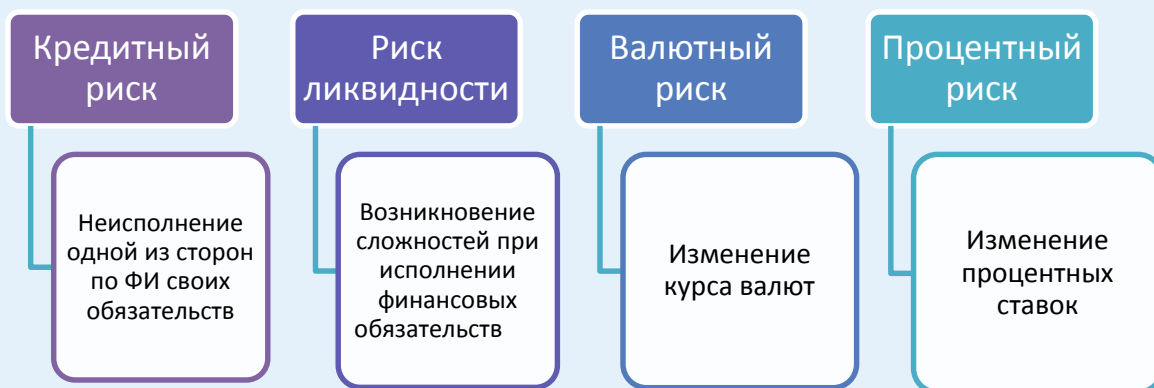 Кредитный
риск
Неисполнение
одной из сторон
по ФИ своих
обязательств
Риск
ликвидности
Возникновение
сложностей при
исполнении
финансовых
обязательств
Валютный
риск
Изменение
курса валют
Процентный
риск
Изменение
процентных
ставок